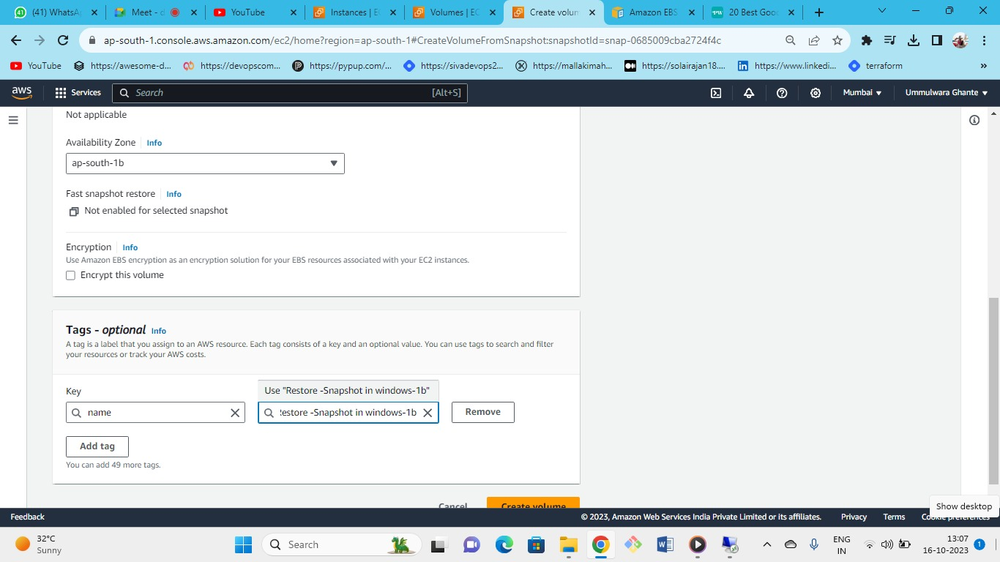 (41) WhatsA
Meet - d
YouTube
Instances | E
Volumes | EC
Create volum
Amazon EBS
20 Best Goo
ap-south-1.console.aws.amazon.com/ec2/home?region=ap-south-1#CreateVolumeFromSnapshot:snapshotId=snap-0685009cba2724f4c
YouTube
https://awesome-d...
https://devopscom...
https://pypup.com/...
https://sivadevops2...
https://mallakimah...
https://solairajan18....
https://www.linkedi...
terraform
aws
Services
Search
[Alt+S]
Mumbai
Ummulwara Ghante
Not applicable
Availability Zone Info
ap-south-1b
Fast snapshot restore Info
Not enabled for selected snapshot
Encryption Info
Use Amazon EBS encryption as an encryption solution for your EBS resources associated with your EC2 instances.
Encrypt this volume
Tags - optional Info
A tag is a label that you assign to an AWS resource. Each tag consists of a key and an optional value. You can use tags to search and filter
your resources or track your AWS costs.
Key
Use "Restore -Snapshot in windows-1b"
name
Restore -Snapshot in windows-1b
Remove
Add tag
You can add 49 more tags.
Cancel
Create volume
Show desktop
Feedback
© 2023, Amazon Web Services India Private Limited or its affiliates.
Privacy
Terms
Cookie preferences
32°C
Sunny
Search
ENG
IN
13:07
16-10-2023
1